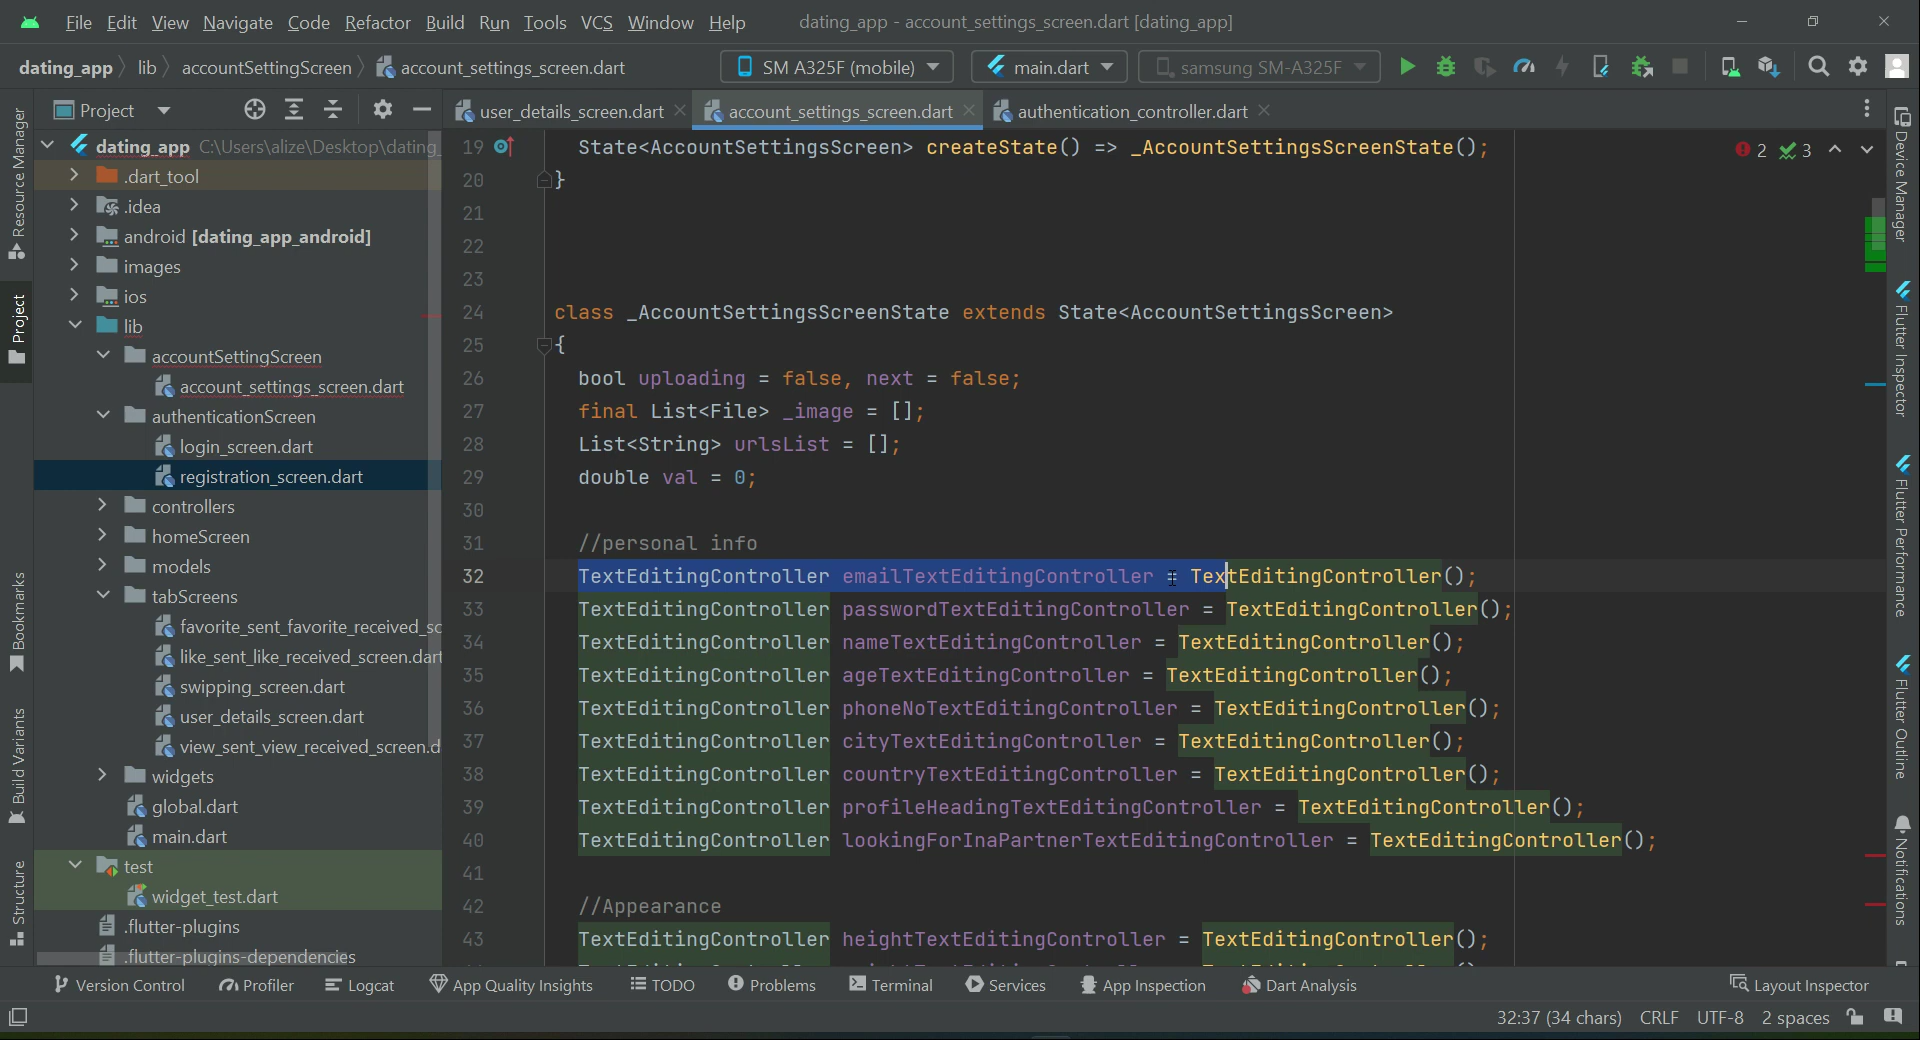 File Edit View Navigate Code Refactor Build Run Tools VCS Window Help dating_app - account_settings_screen.dart [dating_app]
dating_app lib accountSettingScreen account_settings_screen.dart SM A325F (mobile) main.dart samsung SM-A325F
Project user_details_screen.dart account_settings_screen.dart authentication_controller.dart
dating_app C:\Users\alize\Desktop\dating_
.dart_tool
.idea
android [dating_app_android]
images
ios
lib
accountSettingScreen
account_settings_screen.dart
authenticationScreen
login_screen.dart
registration_screen.dart
controllers
homeScreen
models
tabScreens
favorite_sent_favorite_received_sc
like_sent_like_received_screen.dart
swipping_screen.dart
user_details_screen.dart
view_sent_view_received_screen.d
widgets
global.dart
main.dart
test
widget_test.dart
.flutter-plugins
.flutter-plugins-dependencies
Resource Manager
Project
Bookmarks
Build Variants
Structure
19 State<AccountSettingsScreen> createState() => _AccountSettingsScreenState();
20 }
21
22
23
24 class _AccountSettingsScreenState extends State<AccountSettingsScreen>
25 {
26 bool uploading = false, next = false;
27 final List<File> _image = [];
28 List<String> urlsList = [];
29 double val = 0;
30
31 //personal info
32 TextEditingController emailTextEditingController = TextEditingController();
33 TextEditingController passwordTextEditingController = TextEditingController();
34 TextEditingController nameTextEditingController = TextEditingController();
35 TextEditingController ageTextEditingController = TextEditingController();
36 TextEditingController phoneNoTextEditingController = TextEditingController();
37 TextEditingController cityTextEditingController = TextEditingController();
38 TextEditingController countryTextEditingController = TextEditingController();
39 TextEditingController profileHeadingTextEditingController = TextEditingController();
40 TextEditingController lookingForInaPartnerTextEditingController = TextEditingController();
41
42 //Appearance
43 TextEditingController heightTextEditingController = TextEditingController();
2 3
Device Manager
Flutter Inspector
Flutter Performance
Flutter Outline
Notifications
Version Control Profiler Logcat App Quality Insights TODO Problems Terminal Services App Inspection Dart Analysis Layout Inspector
32:37 (34 chars) CRLF UTF-8 2 spaces